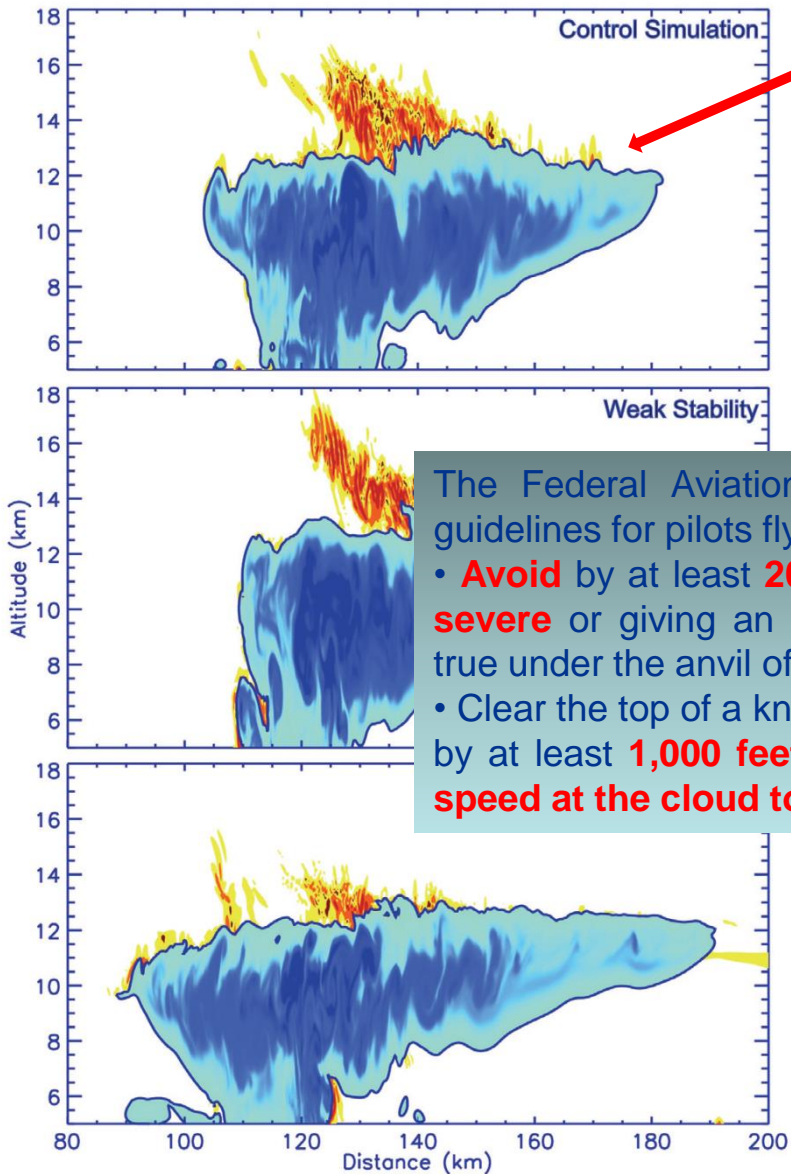 18
Control Simulation
16
14
12
10
8
6
18
Weak Stability
16
14
12
10
8
6
Altitude (km)
The Federal Aviation
guidelines for pilots fly
• Avoid by at least
severe or giving an
true under the anvil of
• Clear the top of a kn
by at least 1,000 feet
speed at the cloud to
18
16
14
12
10
8
6
80 100 120 140 160 180 200
Distance (km)